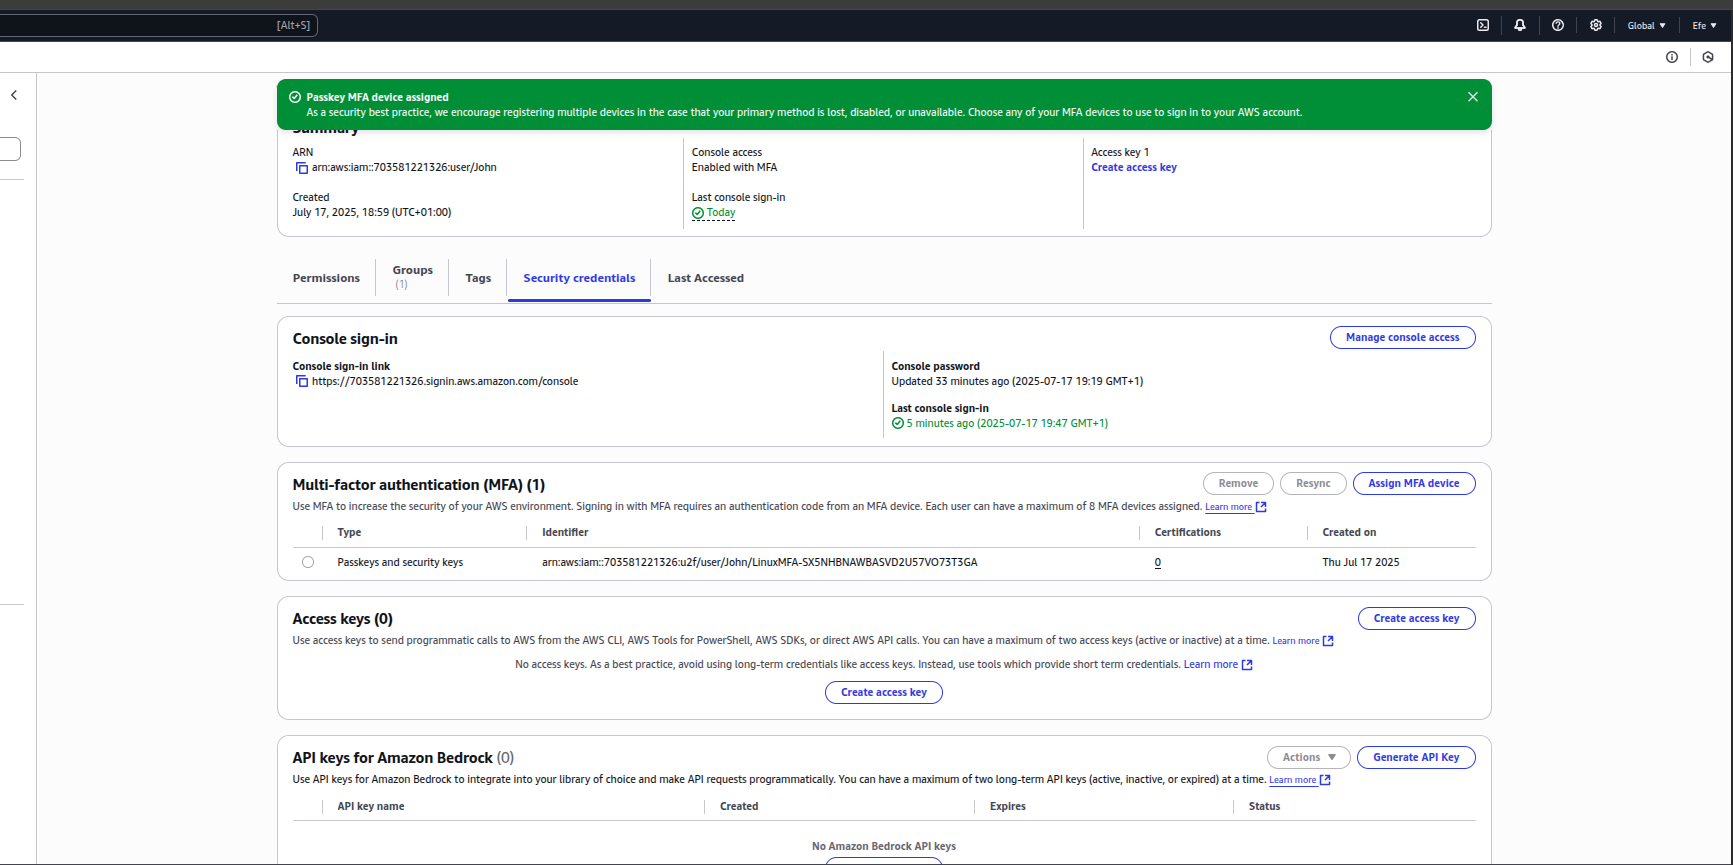 [Alt+S]
Global
Efe
Passkey MFA device assigned
As a security best practice, we encourage registering multiple devices in the case that your primary method is lost, disabled, or unavailable. Choose any of your MFA devices to use to sign in to your AWS account.
Summary
ARN
arn:aws:iam::703581221326:user/John
Console access
Enabled with MFA
Access key 1
Create access key
Created
July 17, 2025, 18:59 (UTC+01:00)
Last console sign-in
Today
Permissions
Groups
(1)
Tags
Security credentials
Last Accessed
Console sign-in
Manage console access
Console sign-in link
https://703581221326.signin.aws.amazon.com/console
Console password
Updated 33 minutes ago (2025-07-17 19:19 GMT+1)
Last console sign-in
5 minutes ago (2025-07-17 19:47 GMT+1)
Multi-factor authentication (MFA) (1)
Remove
Resync
Assign MFA device
Use MFA to increase the security of your AWS environment. Signing in with MFA requires an authentication code from an MFA device. Each user can have a maximum of 8 MFA devices assigned. Learn more
Type
Identifier
Certifications
Created on
Passkeys and security keys
arn:aws:iam::703581221326:u2f/user/John/LinuxMFA-SX5NHBNAWBASVD2U57VO73T3GA
0
Thu Jul 17 2025
Access keys (0)
Create access key
Use access keys to send programmatic calls to AWS from the AWS CLI, AWS Tools for PowerShell, AWS SDKs, or direct AWS API calls. You can have a maximum of two access keys (active or inactive) at a time. Learn more
No access keys. As a best practice, avoid using long-term credentials like access keys. Instead, use tools which provide short term credentials. Learn more
Create access key
API keys for Amazon Bedrock (0)
Actions
Generate API Key
Use API keys for Amazon Bedrock to integrate into your library of choice and make API requests programmatically. You can have a maximum of two long-term API keys (active, inactive, or expired) at a time. Learn more
API key name
Created
Expires
Status
No Amazon Bedrock API keys